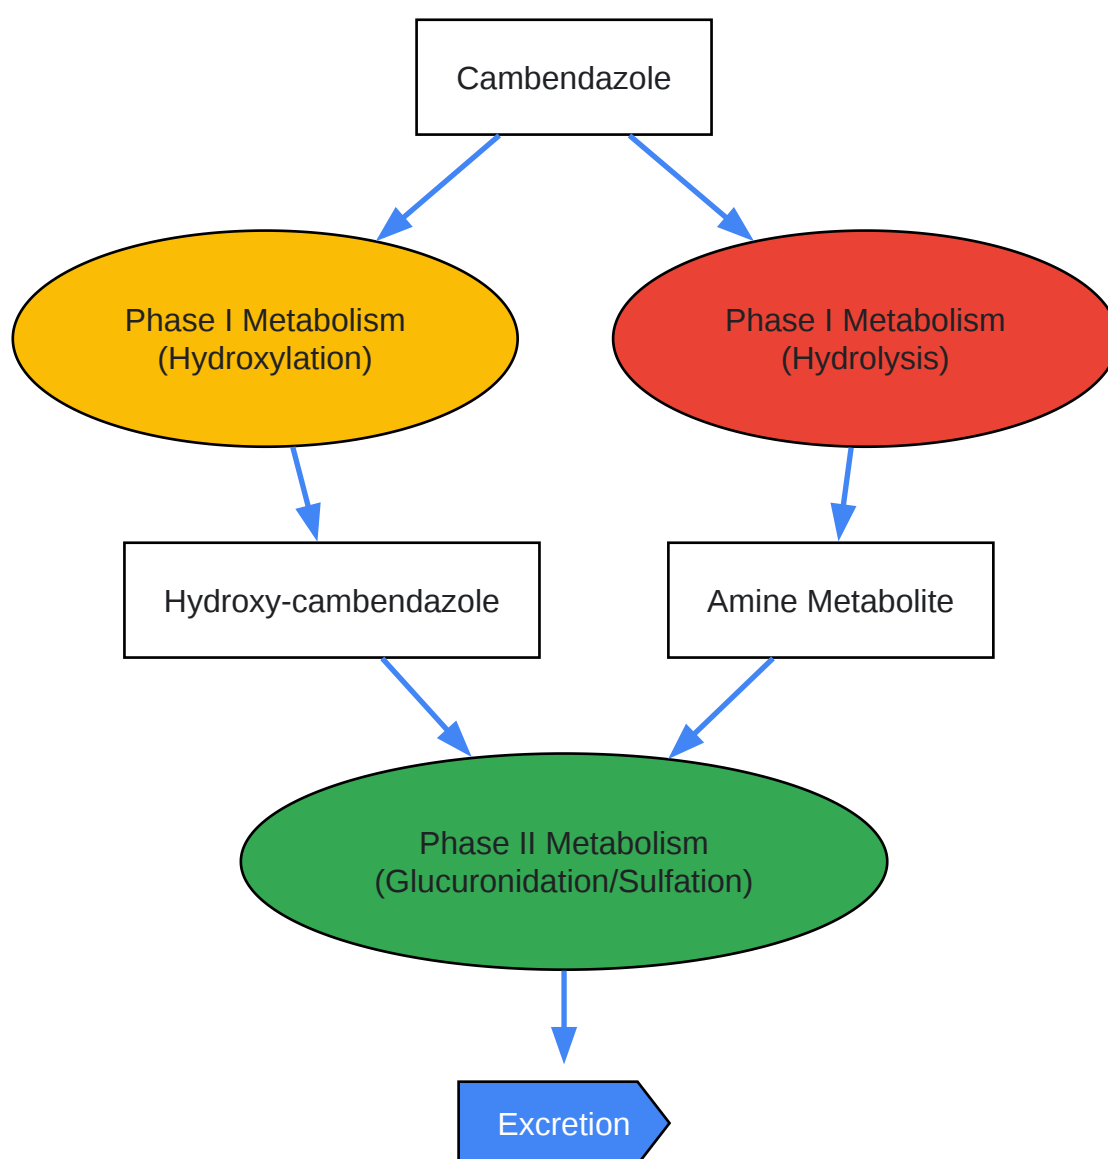 Cambendazole
Phase I Metabolism
(Hydroxylation)
Phase I Metabolism
(Hydrolysis)
Hydroxy-cambendazole
Amine Metabolite
Phase II Metabolism
(Glucuronidation/Sulfation)
Excretion